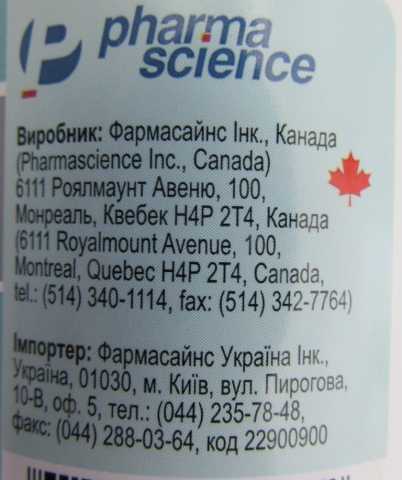 pharma
science
Виробник: Фармасайнс Інк., Канада
(Pharmascience Inc., Canada)
6111 Роялмаунт Авеню, 100,
Монреаль, Квебек H4P 2T4, Канада
(6111 Royalmount Avenue, 100,
Montreal, Quebec H4P 2T4, Canada,
tel.: (514) 340-1114, fax: (514) 342-7764)
Імпортер: Фармасайнс Україна Інк.,
Україна, 01030, м. Київ, вул. Пирогова,
10-В, оф. 5, тел.: (044) 235-78-48,
факс: (044) 288-03-64, код 22900900